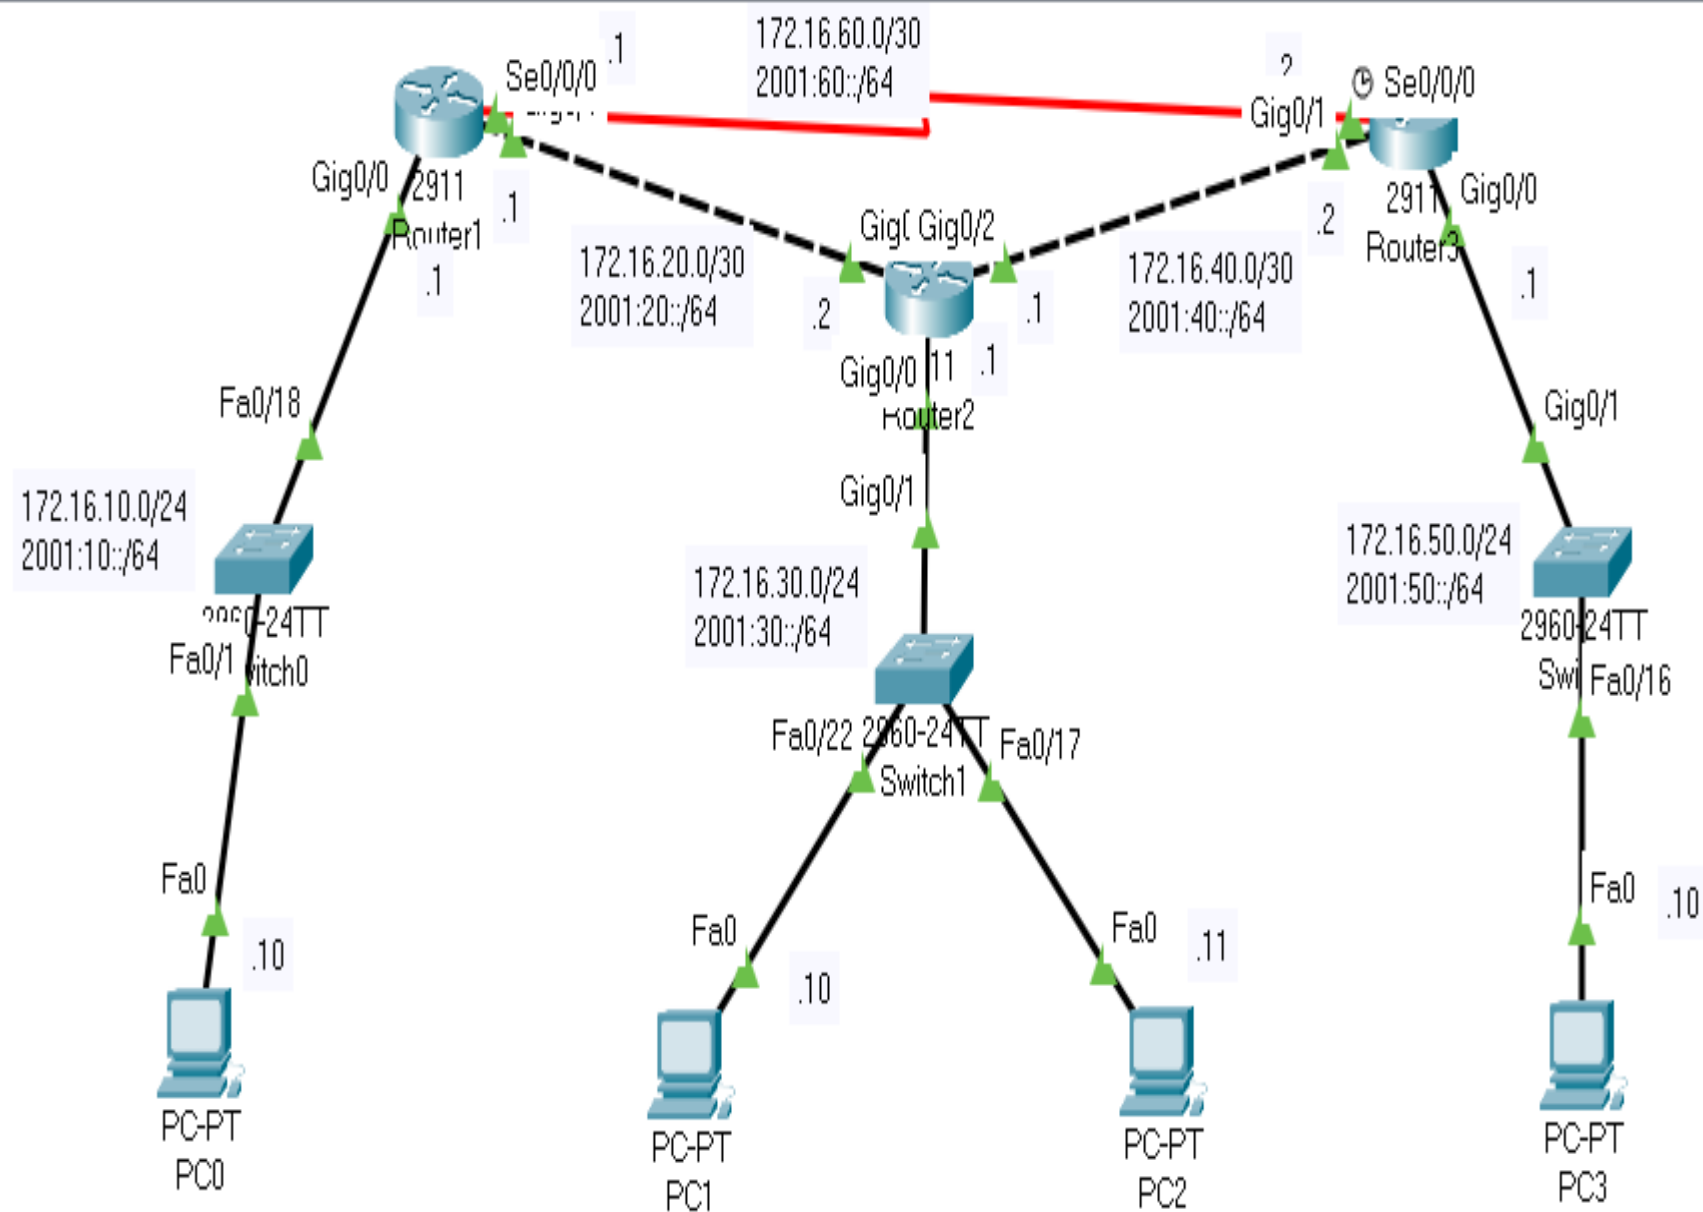 172.16.60.0/30
2001:60::/64
.1
Se0/0/0
Se0/0/0
Gig0/1
Gig0/0
2911
Router1
.1
.1
172.16.20.0/30
2001:20::/64
.2
Gig0/2
.1
172.16.40.0/30
2001:40::/64
.2
Gig0/0
Router3
.1
Gig0/0
.1
Router2
Gig0/1
Gig0/1
Fa0/18
172.16.10.0/24
2001:10::/64
Fa0/1
172.16.30.0/24
2001:30::/64
172.16.50.0/24
2001:50::/64
2960-24TT
Fa0/16
Fa0/22
2960-24TT
Fa0/17
Switch1
Fa0
.10
Fa0
.10
Fa0
.11
Fa0
.10
PC-PT
PC0
PC-PT
PC1
PC-PT
PC2
PC-PT
PC3